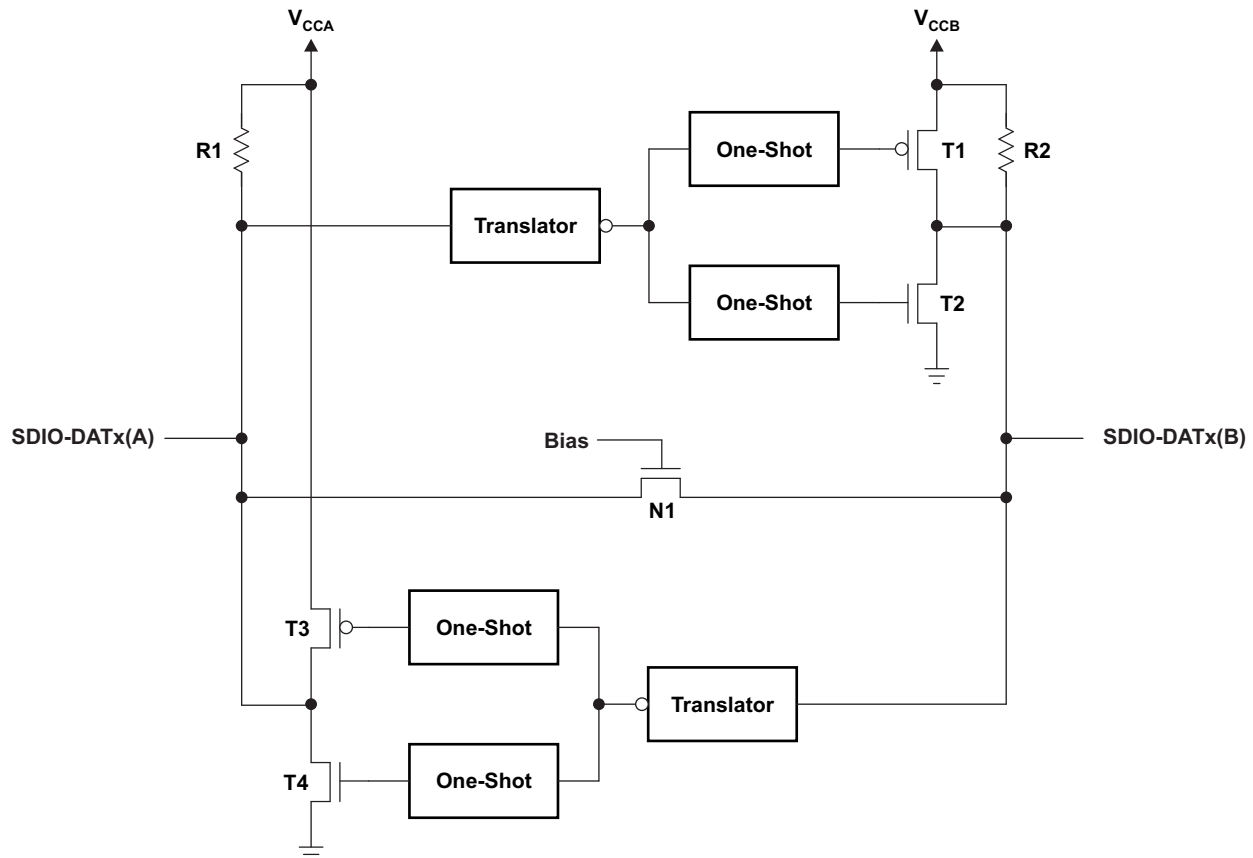 VCCA
VCCB
R1
One-Shot
T1
R2
Translator
One-Shot
T2
SDIO-DATx(A)
Bias
SDIO-DATx(B)
N1
T3
One-Shot
Translator
T4
One-Shot